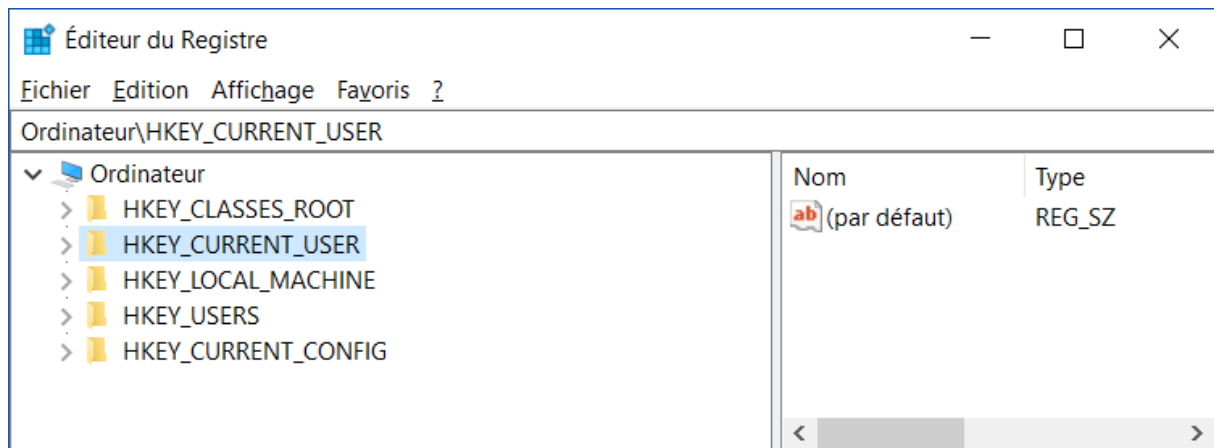 Éditeur du Registre
Fichier Edition Affichage Favoris ?
Ordinateur\HKEY_CURRENT_USER
Ordinateur
HKEY_CLASSES_ROOT
HKEY_CURRENT_USER
HKEY_LOCAL_MACHINE
HKEY_USERS
HKEY_CURRENT_CONFIG
Nom Type
ab (par défaut) REG_SZ